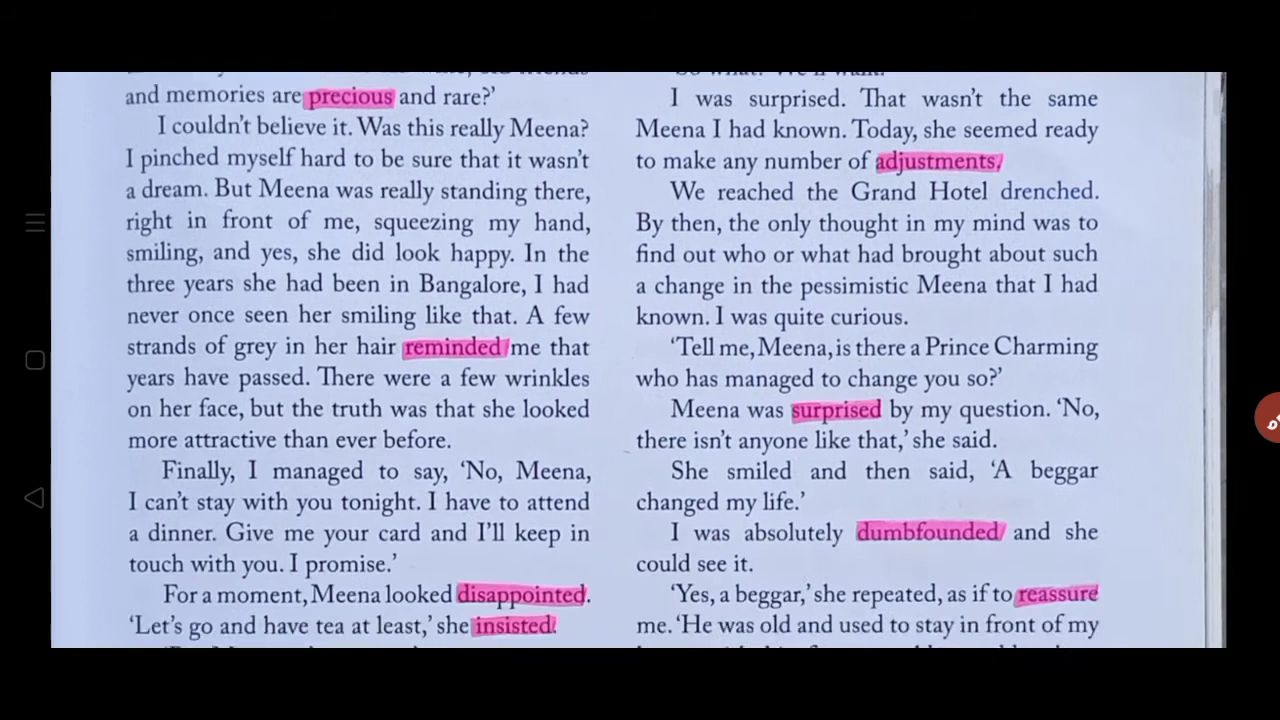 and memories are precious and rare?’
I couldn’t believe it. Was this really Meena?
I pinched myself hard to be sure that it wasn’t
a dream. But Meena was really standing there,
right in front of me, squeezing my hand,
smiling, and yes, she did look happy. In the
three years she had been in Bangalore, I had
never once seen her smiling like that. A few
strands of grey in her hair reminded me that
years have passed. There were a few wrinkles
on her face, but the truth was that she looked
more attractive than ever before.
Finally, I managed to say, ‘No, Meena,
I can’t stay with you tonight. I have to attend
a dinner. Give me your card and I’ll keep in
touch with you. I promise.’
For a moment, Meena looked disappointed.
‘Let’s go and have tea at least,’ she insisted.
I was surprised. That wasn’t the same
Meena I had known. Today, she seemed ready
to make any number of adjustments.
We reached the Grand Hotel drenched.
By then, the only thought in my mind was to
find out who or what had brought about such
a change in the pessimistic Meena that I had
known. I was quite curious.
‘Tell me, Meena, is there a Prince Charming
who has managed to change you so?’
Meena was surprised by my question. ‘No,
there isn’t anyone like that,’ she said.
She smiled and then said, ‘A beggar
changed my life.’
I was absolutely dumbfounded and she
could see it.
‘Yes, a beggar,’ she repeated, as if to reassure
me. ‘He was old and used to stay in front of my